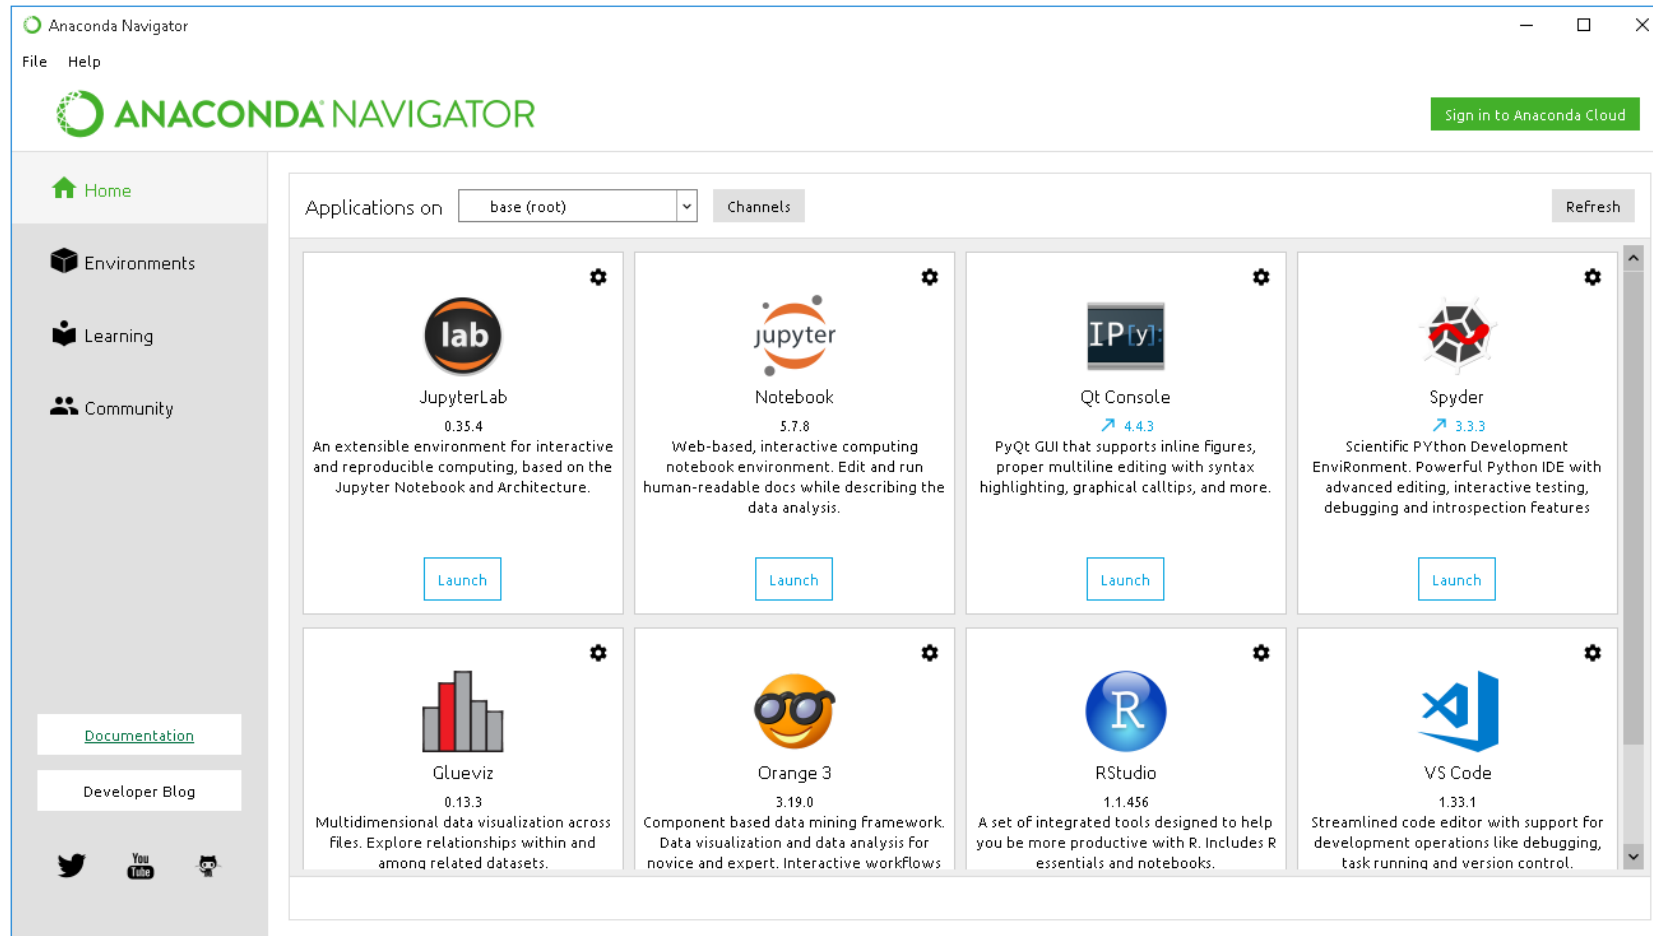 Anaconda Navigator
File Help
ANACONDA NAVIGATOR
Sign in to Anaconda Cloud
Home
Environments
Learning
Community
Documentation
Developer Blog
You
Tube
Applications on base (root) Channels Refresh
lab
JupyterLab
0.35.4
An extensible environment for interactive
and reproducible computing, based on the
Jupyter Notebook and Architecture.
Launch
jupyter
Notebook
5.7.8
Web-based, interactive computing
notebook environment. Edit and run
human-readable docs while describing the
data analysis.
Launch
IP[y]:
Qt Console
4.4.3
PyQt GUI that supports inline figures,
proper multiline editing with syntax
highlighting, graphical calltips, and more.
Launch
Spyder
3.3.3
Scientific PYthon Development
EnviRonment. Powerful Python IDE with
advanced editing, interactive testing,
debugging and introspection features
Launch
Glueviz
0.13.3
Multidimensional data visualization across
files. Explore relationships within and
among related datasets.
Orange 3
3.19.0
Component based data mining framework.
Data visualization and data analysis for
novice and expert. Interactive workflows
R
RStudio
1.1.456
A set of integrated tools designed to help
you be more productive with R. Includes R
essentials and notebooks.
VS Code
1.33.1
Streamlined code editor with support for
development operations like debugging,
task running and version control.